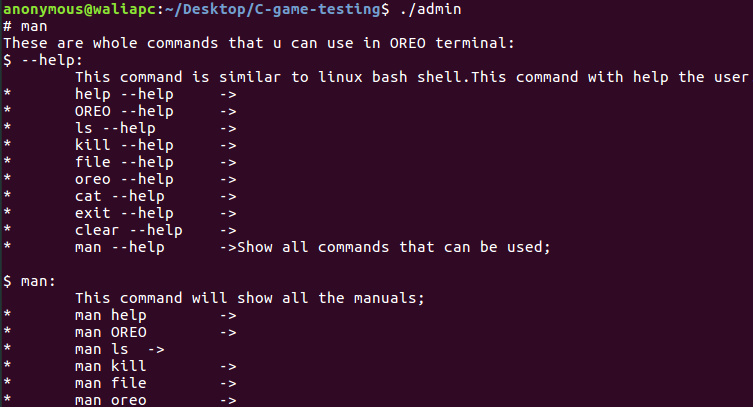 anonymous@waliapc:~/Desktop/C-game-testing$ ./admin
# man
These are whole commands that u can use in OREO terminal:
$ --help:
        This command is similar to linux bash shell.This command with help the user
*       help --help     ->
*       OREO --help     ->
*       ls --help       ->
*       kill --help     ->
*       file --help     ->
*       oreo --help     ->
*       cat --help      ->
*       exit --help     ->
*       clear --help    ->
*       man --help      ->Show all commands that can be used;
$ man:
        This command will show all the manuals;
*       man help        ->
*       man OREO        ->
*       man ls  ->
*       man kill        ->
*       man file        ->
*       man oreo        ->